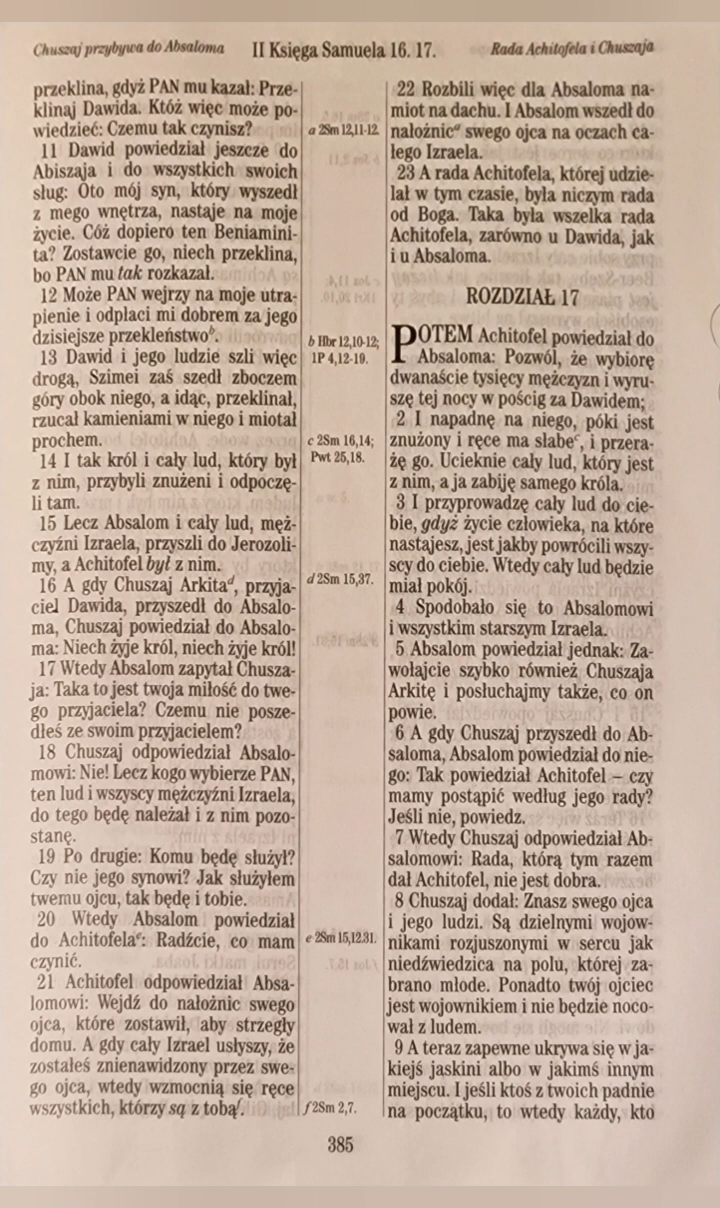 Chuszaj przybywa do Absaloma II Księga Samuela 16. 17. Rada Achitofela i Chuszaja
przeklina, gdyż PAN mu kazał: Prze-
klinaj Dawida. Któż więc może po-
wiedzieć: Czemu tak czynisz?
11 Dawid powiedział jeszcze do
Abiszaja i do wszystkich swoich
sług: Oto mój syn, który wyszedł
z mego wnętrza, nastaje na moje
życie. Cóż dopiero ten Beniamini-
ta? Zostawcie go, niech przeklina,
bo PAN mu tak rozkazał.
12 Może PAN wejrzy na moje utra-
pienie i odpłaci mi dobrem za jego
dzisiejsze przekleństwob.
13 Dawid i jego ludzie szli więc
drogą, Szimei zaś szedł zboczem
góry obok niego, a idąc, przeklinał,
rzucał kamieniami w niego i miotał
prochem.
14 I tak król i cały lud, który był
z nim, przybyli znużeni i odpoczę-
li tam.
15 Lecz Absalom i cały lud, męż-
czyźni Izraela, przyszli do Jerozoli-
my, a Achitofel był z nim.
16 A gdy Chuszaj Arkitad, przyja-
ciel Dawida, przyszedł do Absalo-
ma, Chuszaj powiedział do Absalo-
ma: Niech żyje król, niech żyje król!
17 Wtedy Absalom zapytał Chusza-
ja: Taka to jest twoja miłość do twe-
go przyjaciela? Czemu nie posze-
dłeś ze swoim przyjacielem?
18 Chuszaj odpowiedział Absalo-
mowi: Nie! Lecz kogo wybierze PAN,
ten lud i wszyscy mężczyźni Izraela,
do tego będę należał i z nim pozo-
stanę.
19 Po drugie: Komu będę służył?
Czy nie jego synowi? Jak służyłem
twemu ojcu, tak będę i tobie.
20 Wtedy Absalom powiedział
do Achitofelae: Radźcie, co mam
czynić.
21 Achitofel odpowiedział Absa-
lomowi: Wejdź do nałożnic swego
ojca, które zostawił, aby strzegły
domu. A gdy cały Izrael usłyszy, że
zostałeś znienawidzony przez swe-
go ojca, wtedy wzmocnią się ręce
wszystkich, którzy są z tobąf.
a 2Sm 12,11-12.
b Hbr 12,10-12;
1P 4,12-19.
c 2Sm 16,14;
Pwt 25,18.
d 2Sm 15,37.
e 2Sm 15,12.31.
f 2Sm 2,7.
22 Rozbili więc dla Absaloma na-
miot na dachu. I Absalom wszedł do
nałożnica swego ojca na oczach ca-
łego Izraela.
23 A rada Achitofela, której udzie-
lał w tym czasie, była niczym rada
od Boga. Taka była wszelka rada
Achitofela, zarówno u Dawida, jak
i u Absaloma.
ROZDZIAŁ 17
POTEM Achitofel powiedział do
Absaloma: Pozwól, że wybiorę
dwanaście tysięcy mężczyzn i wyru-
szę tej nocy w pościg za Dawidem;
2 I napadnę na niego, póki jest
znużony i ręce ma słabec, i przera-
żę go. Ucieknie cały lud, który jest
z nim, a ja zabiję samego króla.
3 I przyprowadzę cały lud do cie-
bie, gdyż życie człowieka, na które
nastajesz, jest jakby powrócili wszy-
scy do ciebie. Wtedy cały lud będzie
miał pokój.
4 Spodobało się to Absalomowi
i wszystkim starszym Izraela.
5 Absalom powiedział jednak: Za-
wołajcie szybko również Chuszaja
Arkitę i posłuchajmy także, co on
powie.
6 A gdy Chuszaj przyszedł do Ab-
saloma, Absalom powiedział do nie-
go: Tak powiedział Achitofel – czy
mamy postąpić według jego rady?
Jeśli nie, powiedz.
7 Wtedy Chuszaj odpowiedział Ab-
salomowi: Rada, którą tym razem
dał Achitofel, nie jest dobra.
8 Chuszaj dodał: Znasz swego ojca
i jego ludzi. Są dzielnymi wojow-
nikami rozjuszonymi w sercu jak
niedźwiedzica na polu, której za-
brano młode. Ponadto twój ojciec
jest wojownikiem i nie będzie noco-
wał z ludem.
9 A teraz zapewne ukrywa się w ja-
kiejś jaskini albo w jakimś innym
miejscu. I jeśli ktoś z twoich padnie
na początku, to wtedy każdy, kto
385